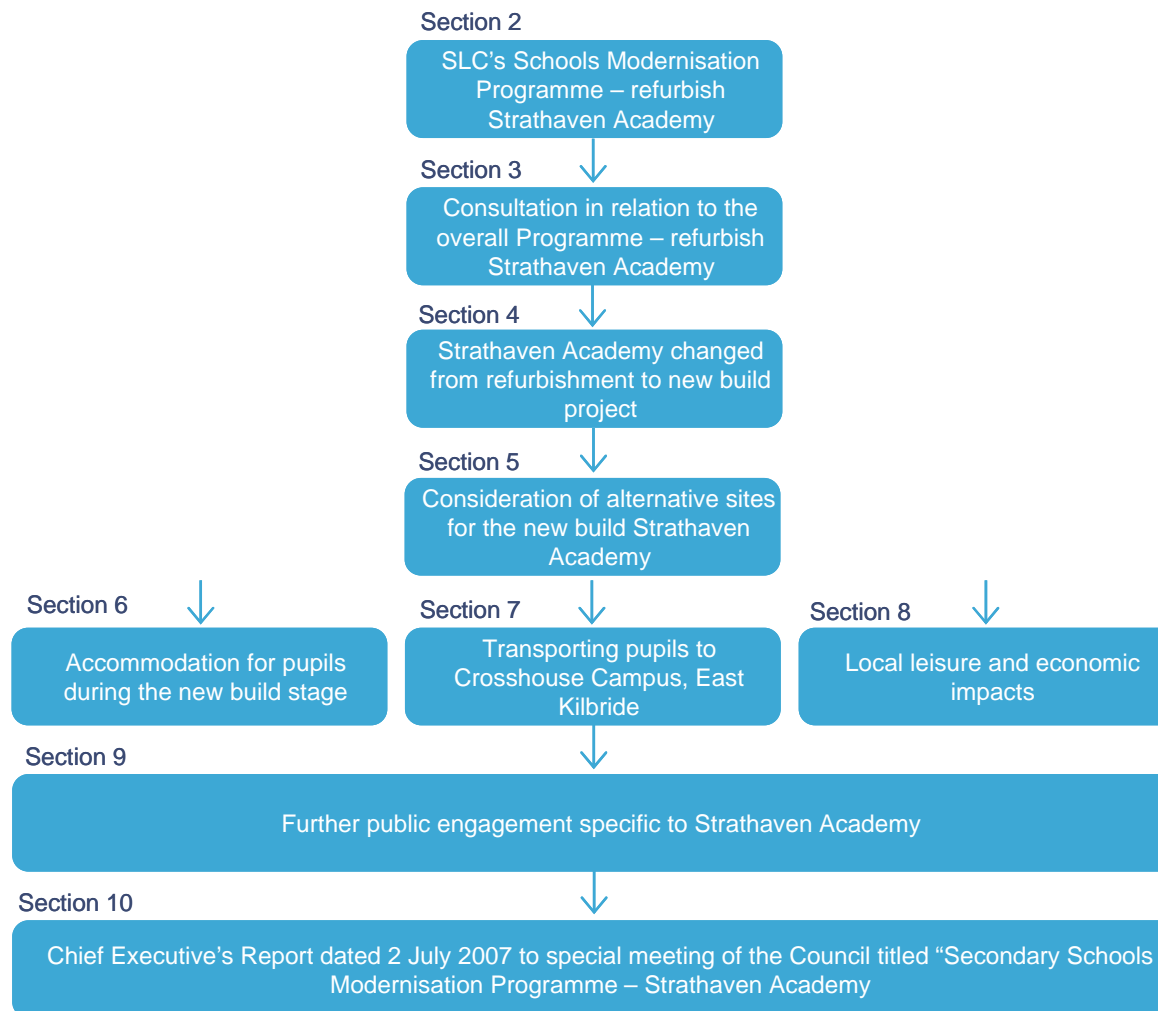 Section 2
SLC’s Schools Modernisation
Programme – refurbish
Strathaven Academy
Section 3
Consultation in relation to the
overall Programme – refurbish
Strathaven Academy
Section 4
Strathaven Academy changed
from refurbishment to new build
project
Section 5
Consideration of alternative sites
for the new build Strathaven
Academy
Section 6
Accommodation for pupils
during the new build stage
Section 7
Transporting pupils to
Crosshouse Campus, East
Kilbride
Section 8
Local leisure and economic
impacts
Section 9
Further public engagement specific to Strathaven Academy
Section 10
Chief Executive’s Report dated 2 July 2007 to special meeting of the Council titled “Secondary Schools
Modernisation Programme – Strathaven Academy